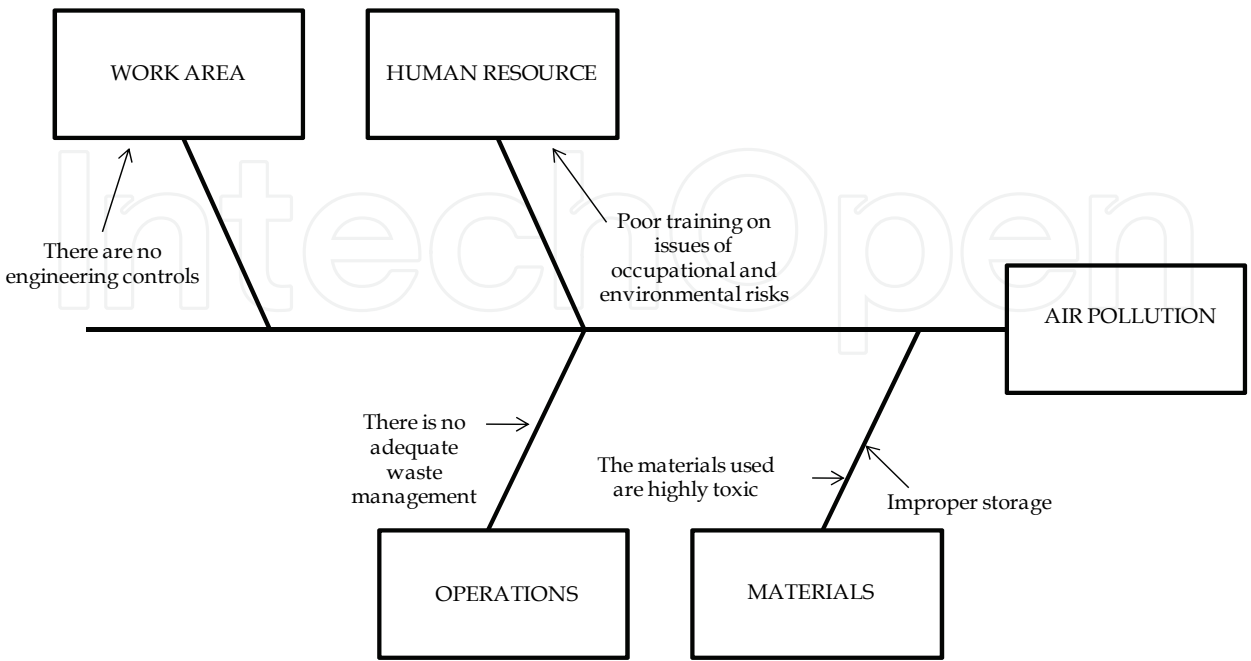 WORK AREA
HUMAN RESOURCE
IntechOpen
There are no
engineering controls
Poor training on
issues of
occupational and
environmental risks
AIR POLLUTION
There is no
adequate
waste
management
The materials used
are highly toxic
Improper storage
OPERATIONS
MATERIALS